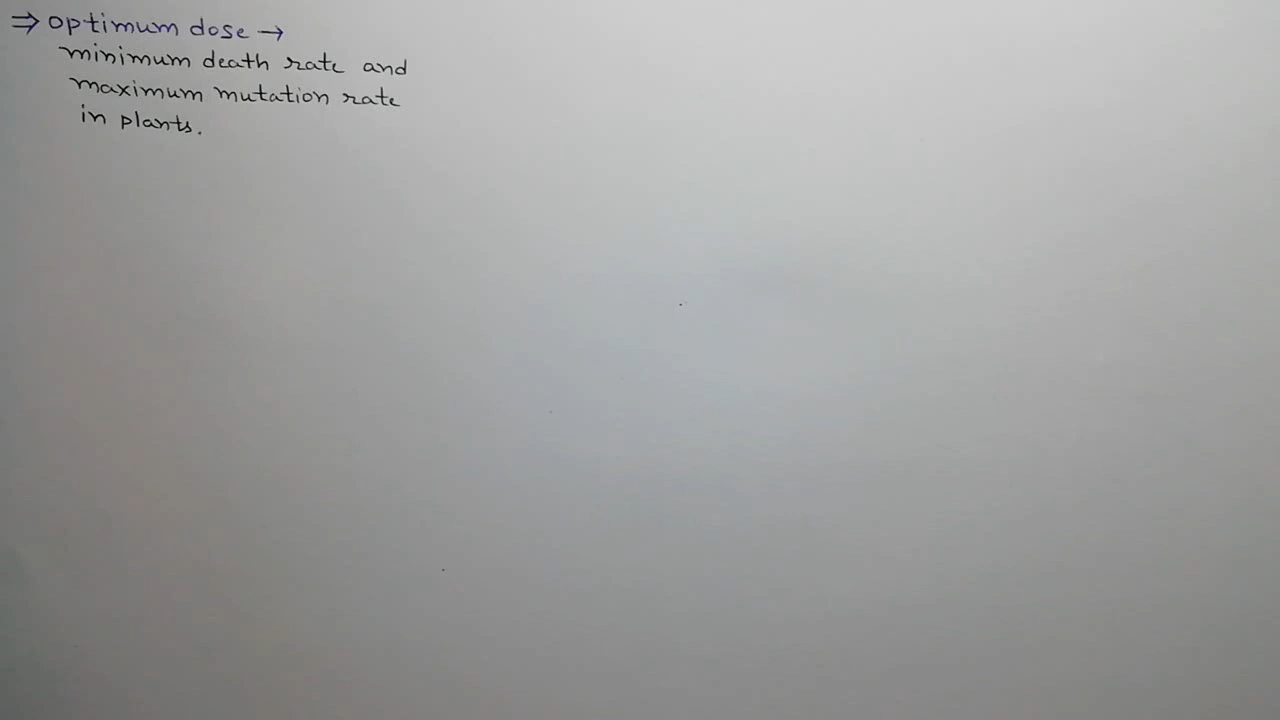 ⇒ optimum dose →
minimum death rate and
maximum mutation rate
in plants.